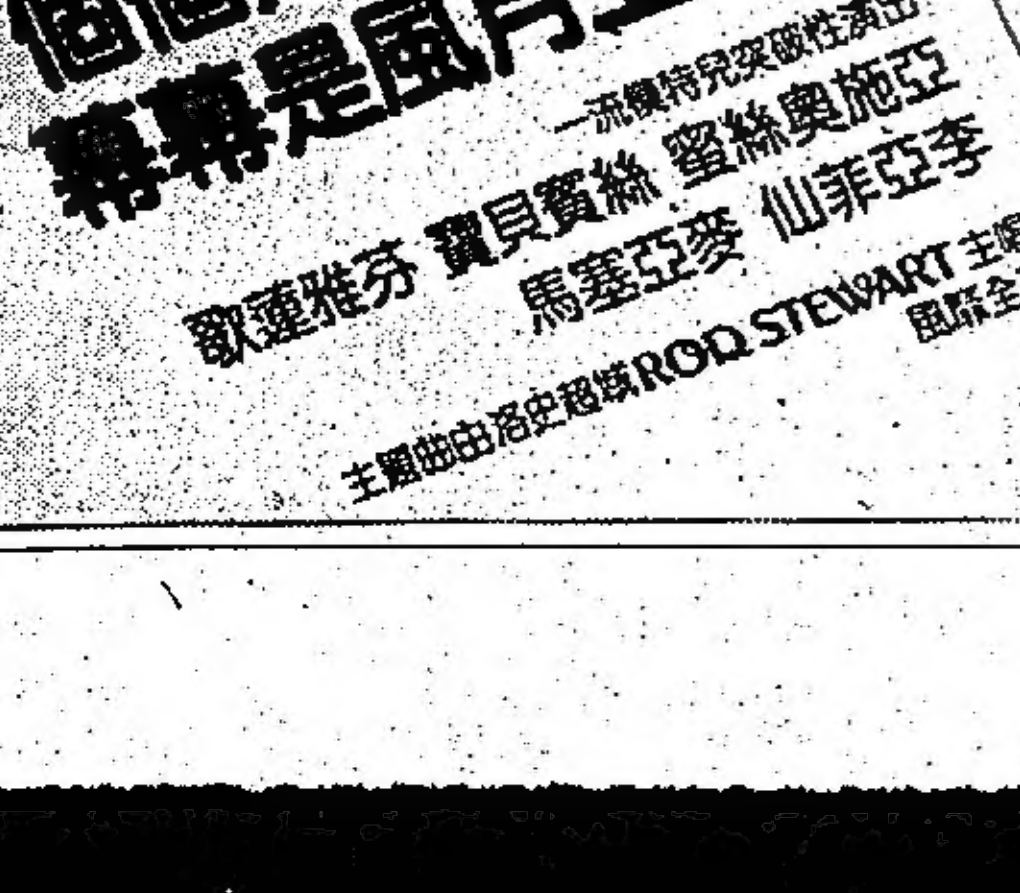 個個
幕幕是風月
一流模特兒突破性演出
歌蓮雅芬 寶貝賓絲 蜜絲奧施亞
馬塞亞麥 仙菲亞李
主題曲由洛史超域ROD STEWART主唱
風聚全